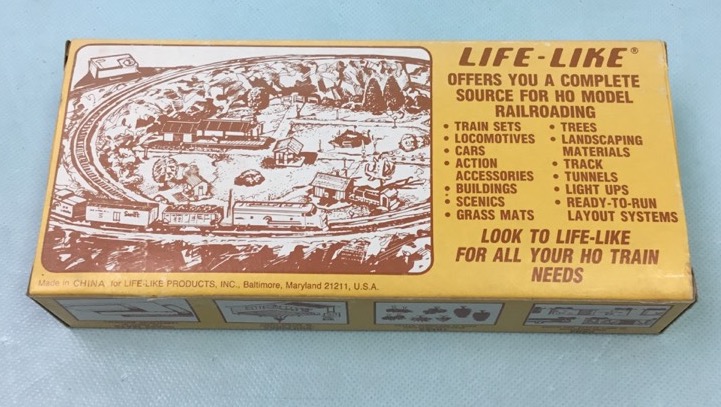 LIFE-LIKE®
OFFERS YOU A COMPLETE
SOURCE FOR HO MODEL
RAILROADING
• TRAIN SETS
• LOCOMOTIVES
• CARS
• ACTION
ACCESSORIES
• BUILDINGS
• SCENICS
• GRASS MATS
• TREES
• LANDSCAPING
MATERIALS
• TRACK
• TUNNELS
• LIGHT UPS
• READY-TO-RUN
LAYOUT SYSTEMS
LOOK TO LIFE-LIKE
FOR ALL YOUR HO TRAIN
NEEDS
Swift
Made in CHINA for LIFE-LIKE PRODUCTS, INC., Baltimore, Maryland 21211, U.S.A.